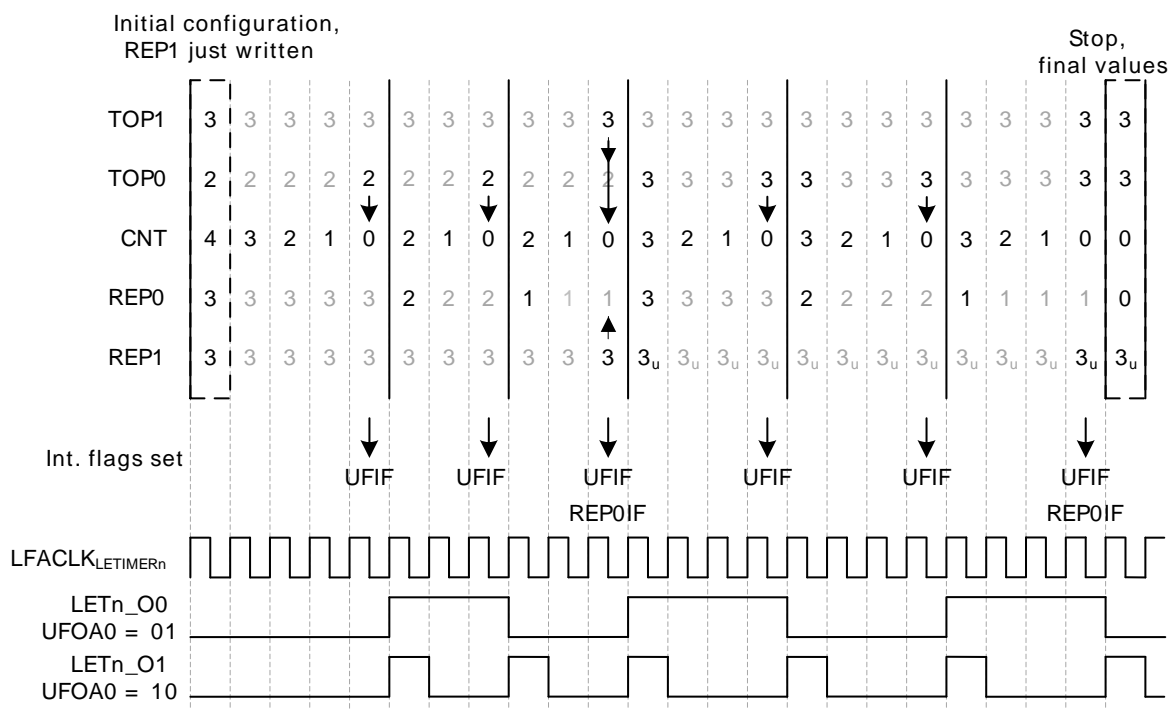 Initial configuration,
REP1 just written
Stop,
final values
TOP1 3 3 3 3 3 3 3 3 3 3 3 3 3 3 3 3 3 3 3 3 3 3 3 3
TOP0 2 2 2 2 2 2 2 2 2 2 2 3 3 3 3 3 3 3 3 3 3 3 3 3
CNT 4 3 2 1 0 2 1 0 2 1 0 3 2 1 0 3 2 1 0 3 2 1 0 0
REP0 3 3 3 3 3 2 2 2 1 1 1 3 3 3 3 2 2 2 2 1 1 1 1 0
REP1 3 3 3 3 3 3 3 3 3 3 3 3u 3u 3u 3u 3u 3u 3u 3u 3u 3u 3u 3u 3u
Int. flags set
UFIF UFIF UFIF UFIF UFIF UFIF
REP0IF REP0IF
LFACLKLETIMERn
LETn_O0
UFOA0 = 01
LETn_O1
UFOA0 = 10